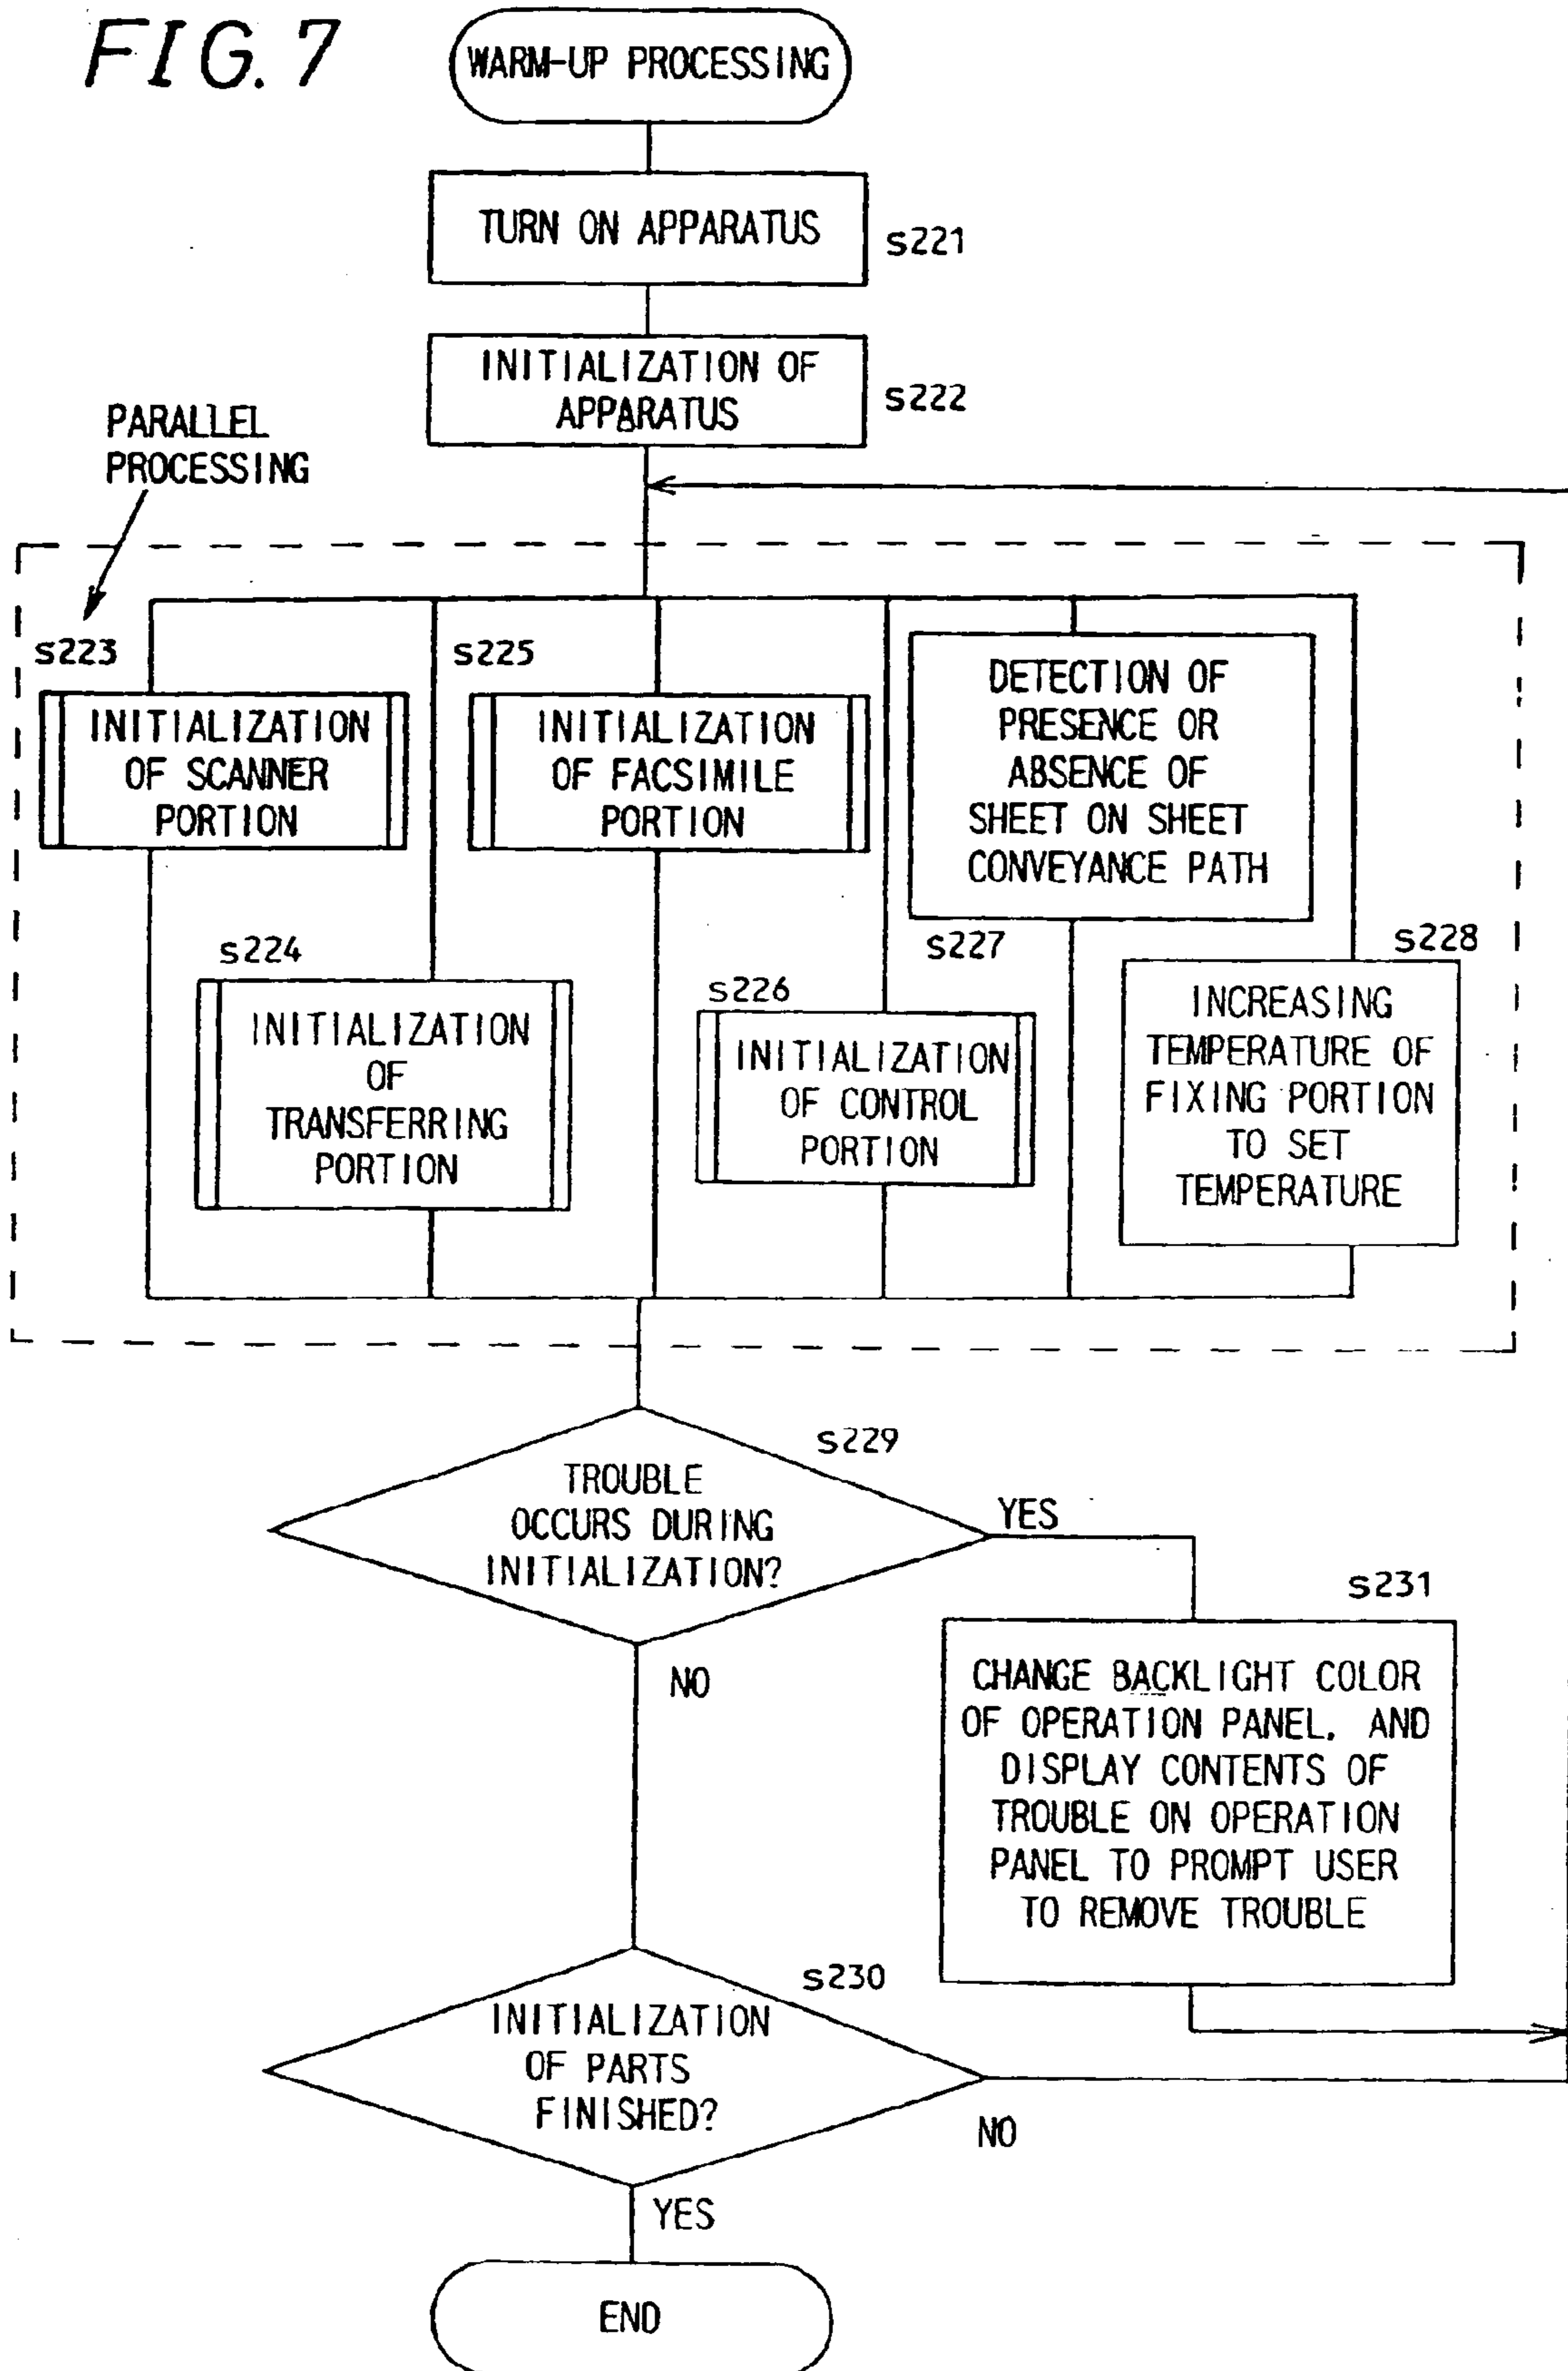 FIG. 7
WARM-UP PROCESSING
TURN ON APPARATUS
s221
INITIALIZATION OF
APPARATUS
s222
PARALLEL
PROCESSING
s223
INITIALIZATION
OF SCANNER
PORTION
s224
INITIALIZATION
OF
TRANSFERRING
PORTION
s225
INITIALIZATION
OF FACSIMILE
PORTION
s226
INITIALIZATION
OF CONTROL
PORTION
DETECTION OF
PRESENCE OR
ABSENCE OF
SHEET ON SHEET
CONVEYANCE PATH
s227
s228
INCREASING
TEMPERATURE OF
FIXING PORTION
TO SET
TEMPERATURE
s229
TROUBLE
OCCURS DURING
INITIALIZATION?
YES
NO
s231
CHANGE BACKLIGHT COLOR
OF OPERATION PANEL. AND
DISPLAY CONTENTS OF
TROUBLE ON OPERATION
PANEL TO PROMPT USER
TO REMOVE TROUBLE
s230
INITIALIZATION
OF PARTS
FINISHED?
NO
YES
END